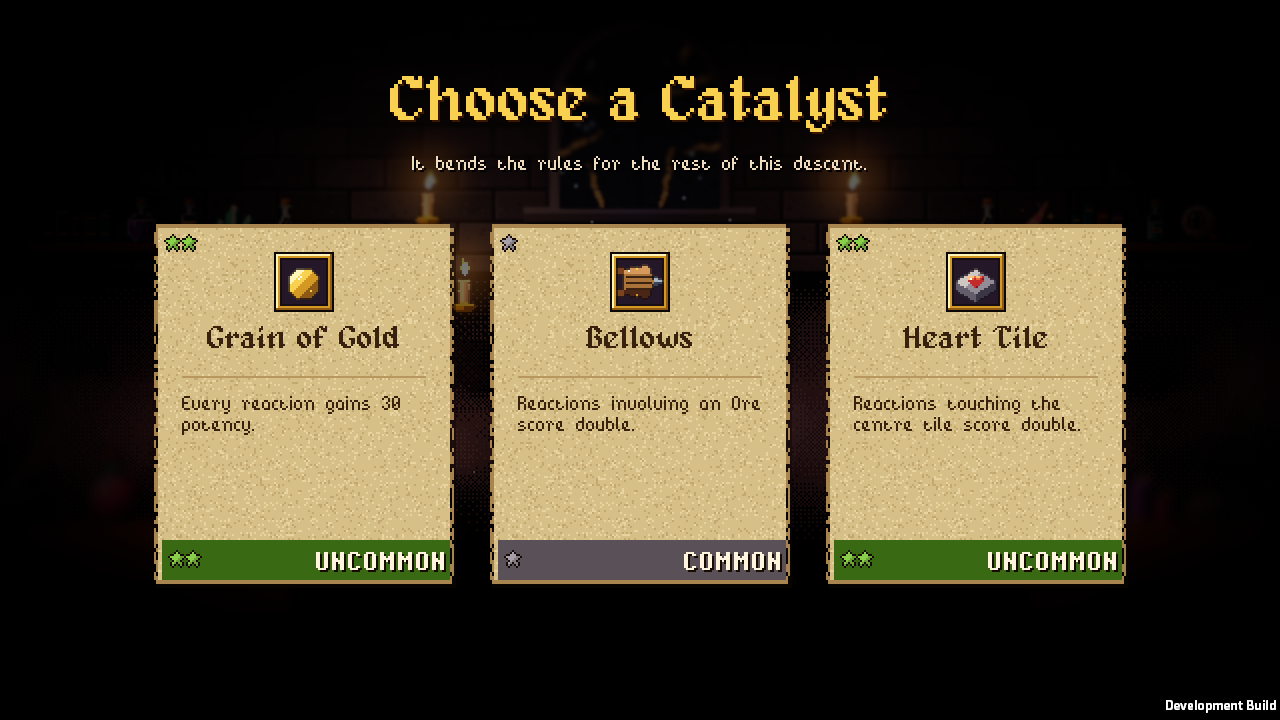 Choose a Catalyst
It bends the rules for the rest of this descent.
Grain of Gold
Every reaction gains 30
potency.
UNCOMMON
Bellows
Reactions involving an Ore
score double.
COMMON
Heart Tile
Reactions touching the
centre tile score double.
UNCOMMON
Development Build